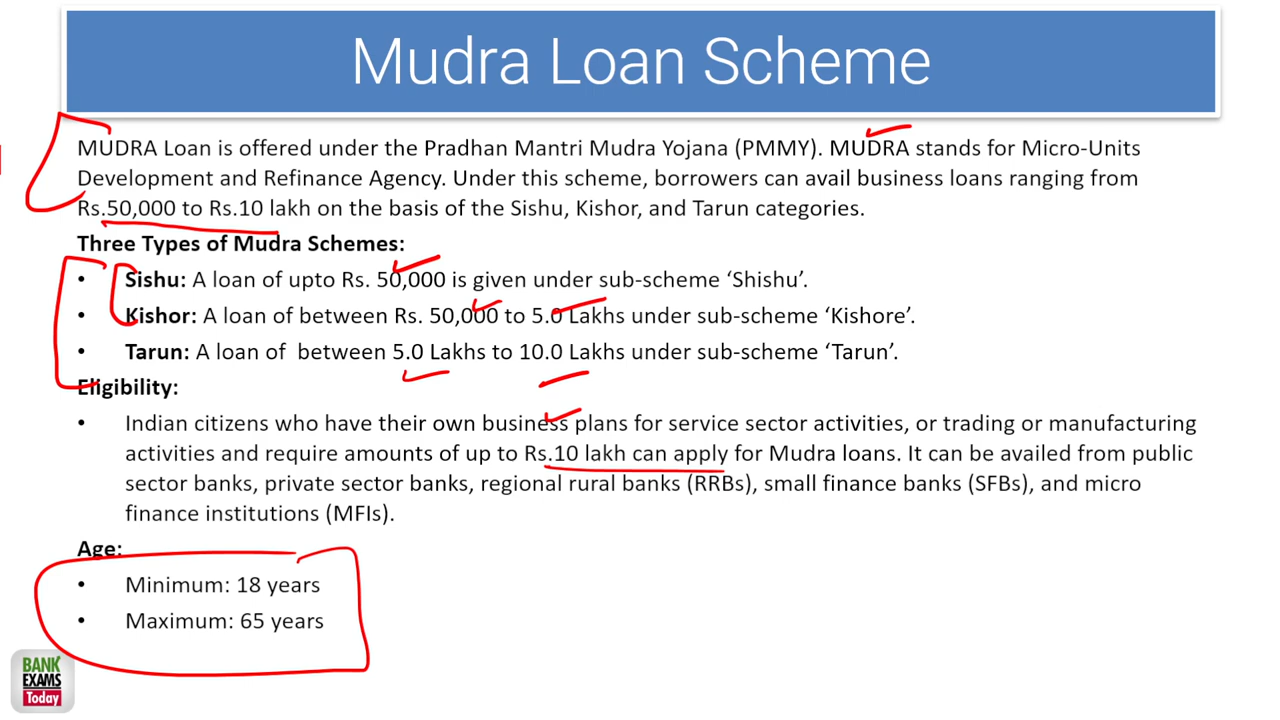 Mudra Loan Scheme
MUDRA Loan is offered under the Pradhan Mantri Mudra Yojana (PMMY). MUDRA stands for Micro-Units
Development and Refinance Agency. Under this scheme, borrowers can avail business loans ranging from
Rs.50,000 to Rs.10 lakh on the basis of the Sishu, Kishor, and Tarun categories.
Three Types of Mudra Schemes:
• Sishu: A loan of upto Rs. 50,000 is given under sub-scheme ‘Shishu’.
• Kishor: A loan of between Rs. 50,000 to 5.0 Lakhs under sub-scheme ‘Kishore’.
• Tarun: A loan of between 5.0 Lakhs to 10.0 Lakhs under sub-scheme ‘Tarun’.
Eligibility:
• Indian citizens who have their own business plans for service sector activities, or trading or manufacturing
activities and require amounts of up to Rs.10 lakh can apply for Mudra loans. It can be availed from public
sector banks, private sector banks, regional rural banks (RRBs), small finance banks (SFBs), and micro
finance institutions (MFIs).
Age:
• Minimum: 18 years
• Maximum: 65 years
BANK
EXAMS
Today